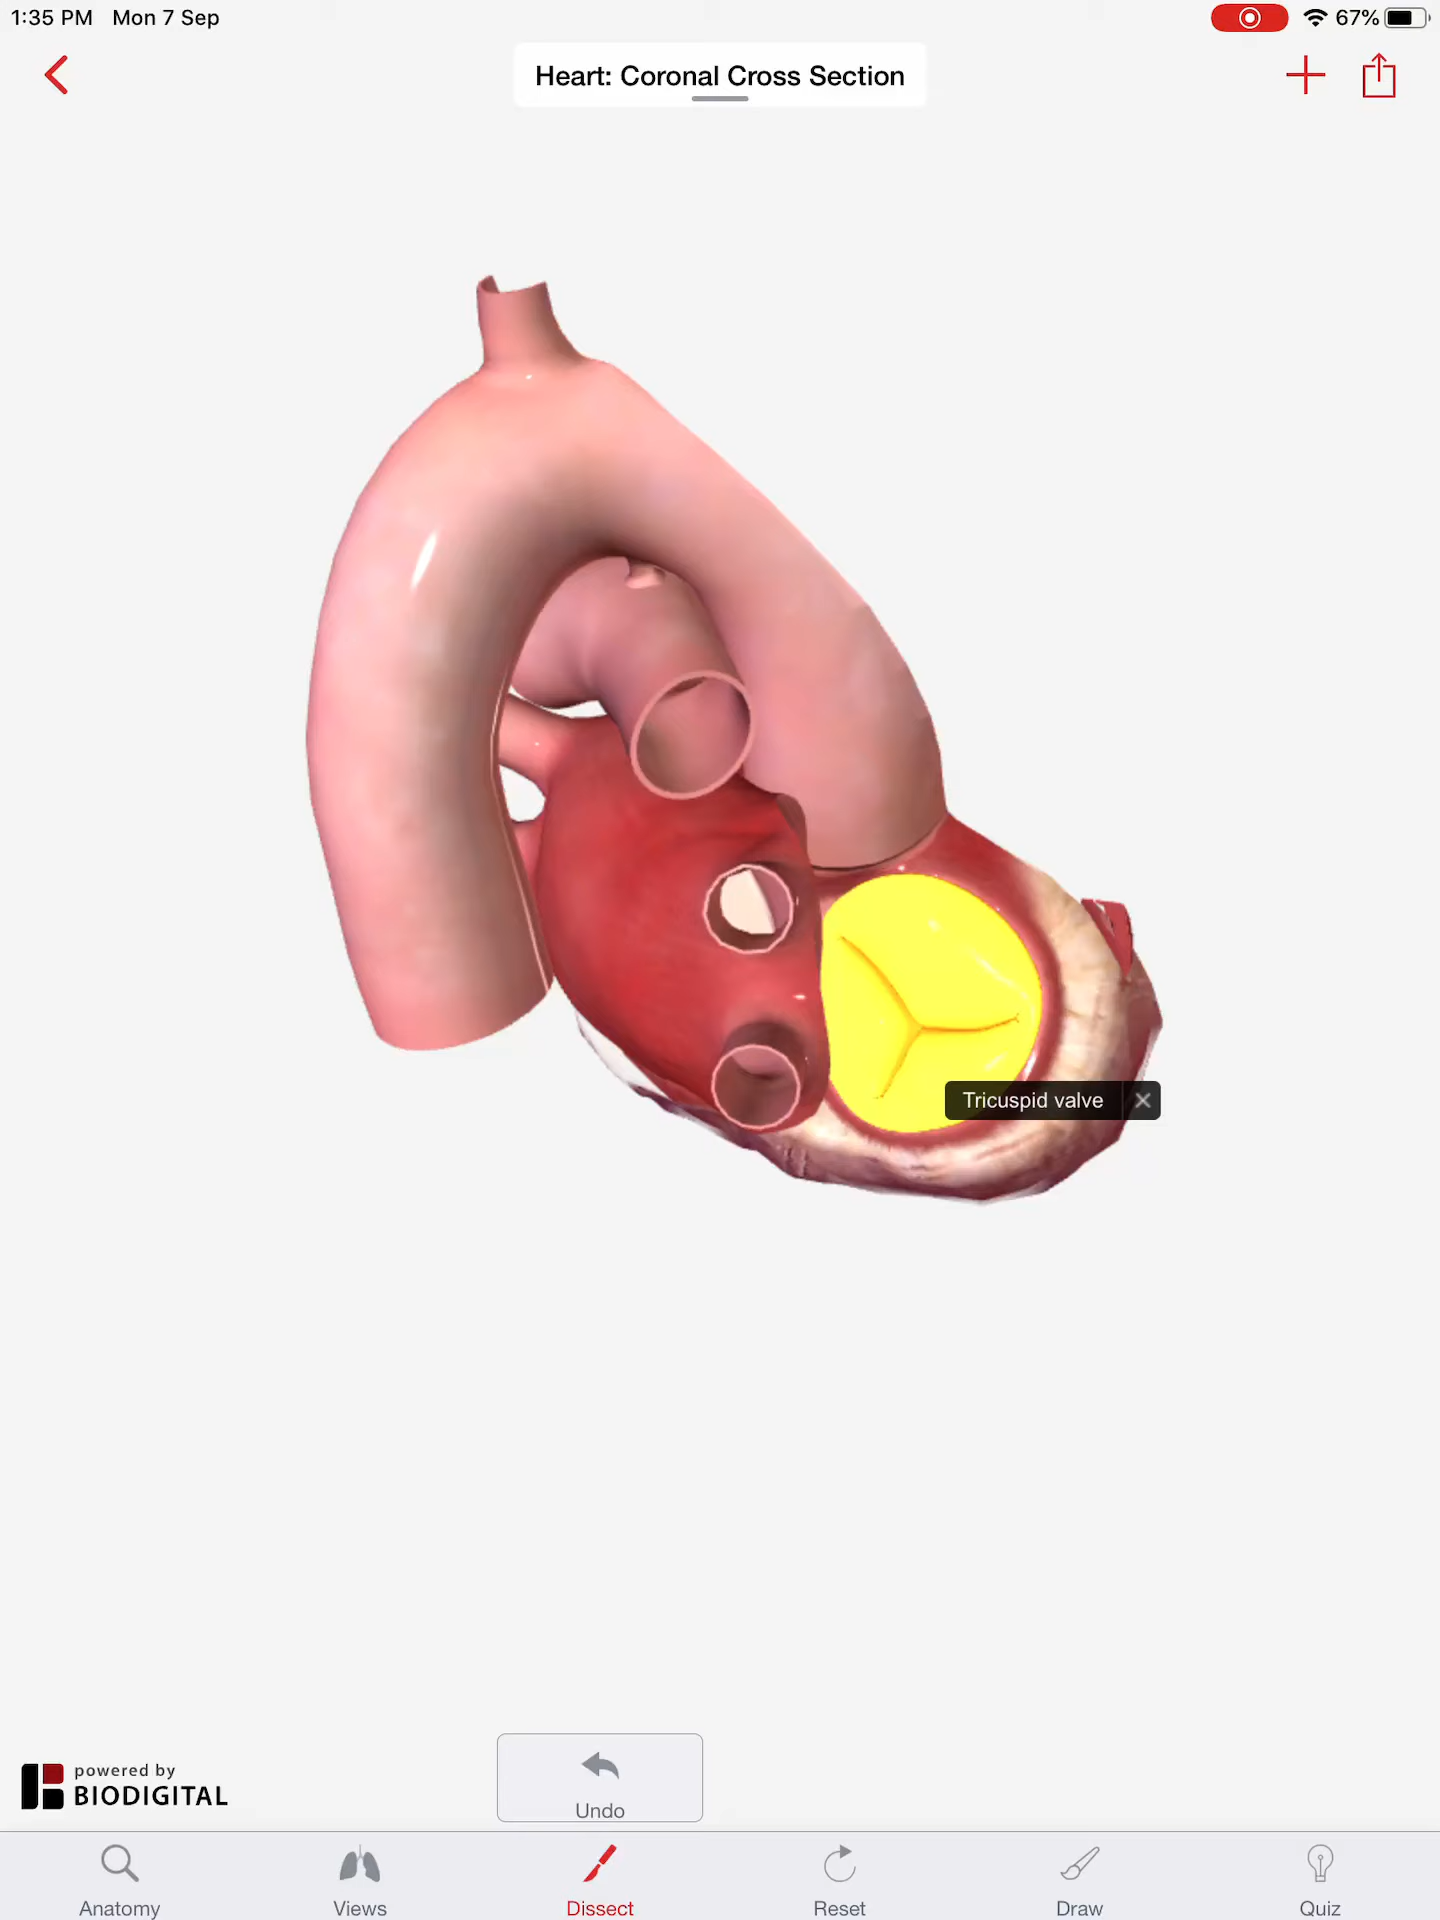 1:35 PM Mon 7 Sep
67%
Heart: Coronal Cross Section
Tricuspid valve
powered by
BIODIGITAL
Undo
Anatomy
Views
Dissect
Reset
Draw
Quiz